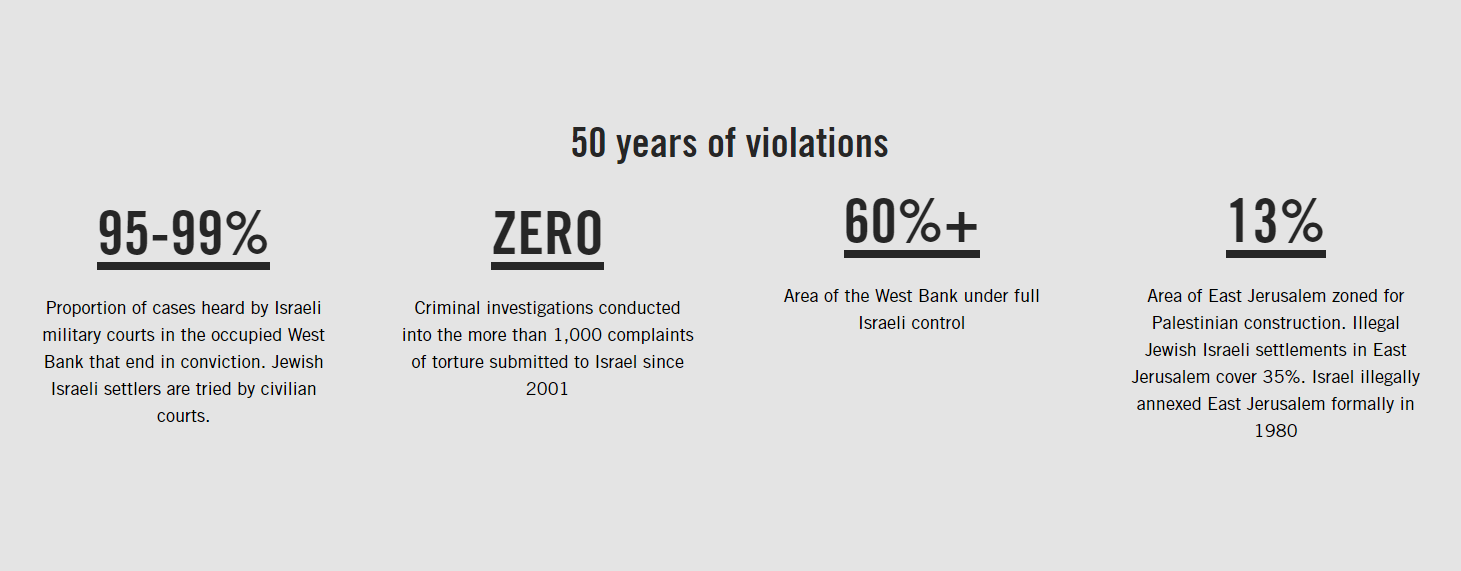 50 years of violations
95-99%
Proportion of cases heard by Israeli
military courts in the occupied West
Bank that end in conviction. Jewish
Israeli settlers are tried by civilian
courts.
ZERO
Criminal investigations conducted
into the more than 1,000 complaints
of torture submitted to Israel since
2001
60%+
Area of the West Bank under full
Israeli control
13%
Area of East Jerusalem zoned for
Palestinian construction. Illegal
Jewish Israeli settlements in East
Jerusalem cover 35%. Israel illegally
annexed East Jerusalem formally in
1980